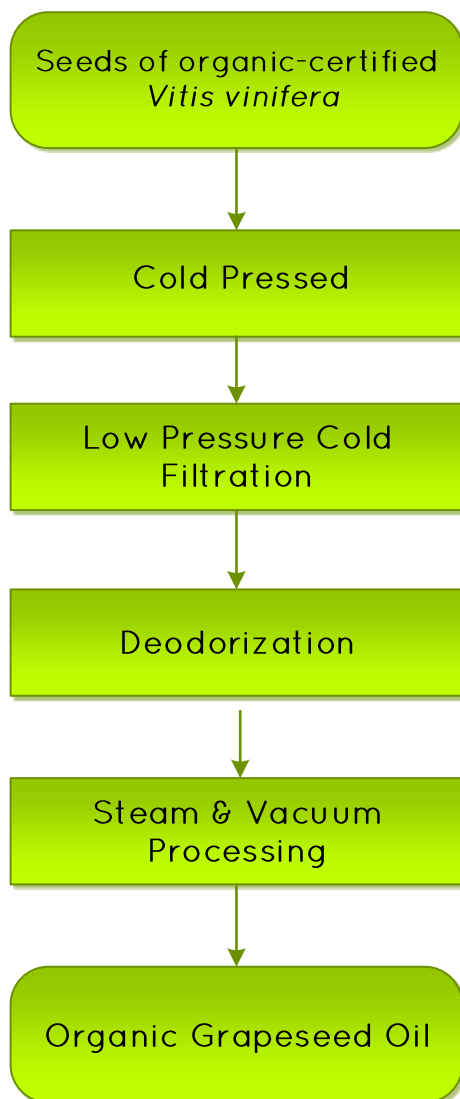 Seeds of organic-certified
Vitis vinifera
Cold Pressed
Low Pressure Cold
Filtration
Deodorization
Steam & Vacuum
Processing
Organic Grapeseed Oil